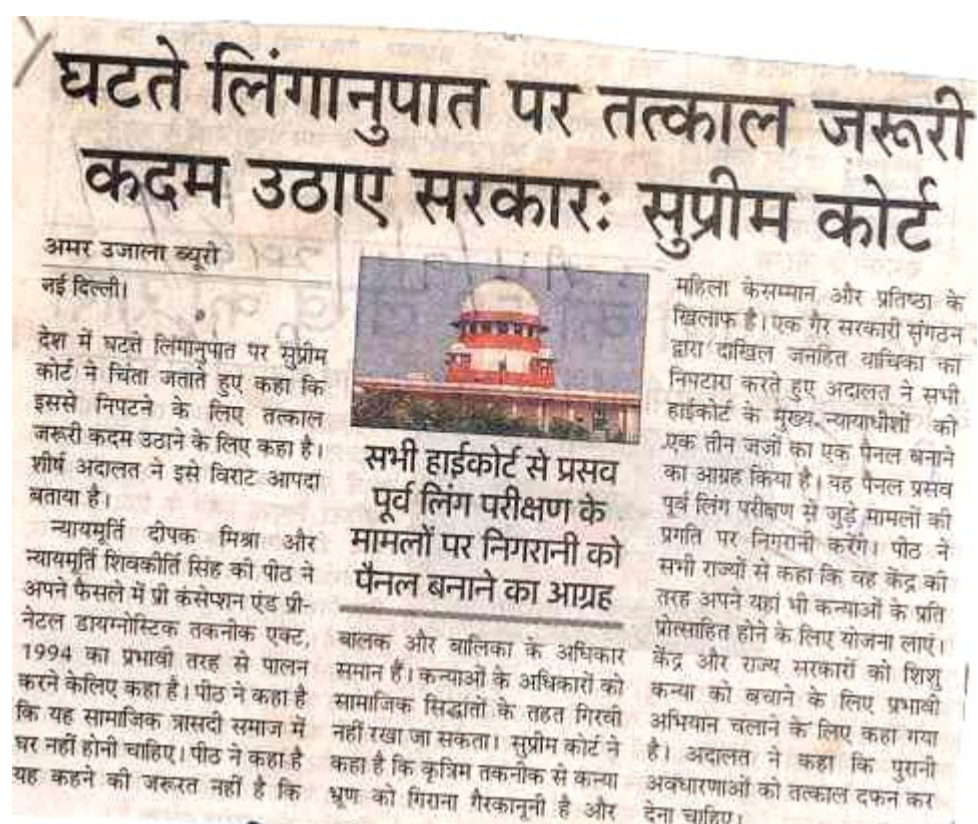 घटते लिंगानुपात पर तत्काल जरूरी
कदम उठाए सरकार: सुप्रीम कोर्ट
अमर उजाला ब्यूरो
नई दिल्ली।
देश में घटते लिंगानुपात पर सुप्रीम
कोर्ट ने चिंता जताते हुए कहा कि
इससे निपटने के लिए तत्काल
जरूरी कदम उठाने के लिए कहा है।
शीर्ष अदालत ने इसे विराट आपदा
बताया है।
न्यायमूर्ति दीपक मिश्रा और
न्यायमूर्ति शिवकीर्ति सिंह की पीठ ने
अपने फैसले में प्री कंसेप्शन एंड प्री-
नेटल डायग्नोस्टिक तकनीक एक्ट,
1994 का प्रभावी तरह से पालन
करने केलिए कहा है। पीठ ने कहा है
कि यह सामाजिक त्रासदी समाज में
घर नहीं होनी चाहिए। पीठ ने कहा है
यह कहने की जरूरत नहीं है कि
सभी हाईकोर्ट से प्रसव
पूर्व लिंग परीक्षण के
मामलों पर निगरानी को
पैनल बनाने का आग्रह
बालक और बालिका के अधिकार
समान हैं। कन्याओं के अधिकारों को
सामाजिक सिद्धांतों के तहत गिरवी
नहीं रखा जा सकता। सुप्रीम कोर्ट ने
कहा है कि कृत्रिम तकनीक से कन्या
भ्रूण को गिराना गैरकानूनी है और
महिला केसम्मान और प्रतिष्ठा के
खिलाफ है। एक गैर सरकारी संगठन
द्वारा दाखिल जनहित याचिका का
निपटारा करते हुए अदालत ने सभी
हाईकोर्ट के मुख्य न्यायाधीशों को
एक तीन जजों का एक पैनल बनाने
का आग्रह किया है। यह पैनल प्रसव
पूर्व लिंग परीक्षण से जुड़े मामलों की
प्रगति पर निगरानी करेंगे। पीठ ने
सभी राज्यों से कहा कि वह केंद्र की
तरह अपने यहां भी कन्याओं के प्रति
प्रोत्साहित होने के लिए योजना लाएं।
केंद्र और राज्य सरकारों को शिशु
कन्या को बचाने के लिए प्रभावी
अभियान चलाने के लिए कहा गया
है। अदालत ने कहा कि पुरानी
अवधारणाओं को तत्काल दफन कर
देना चाहिए।